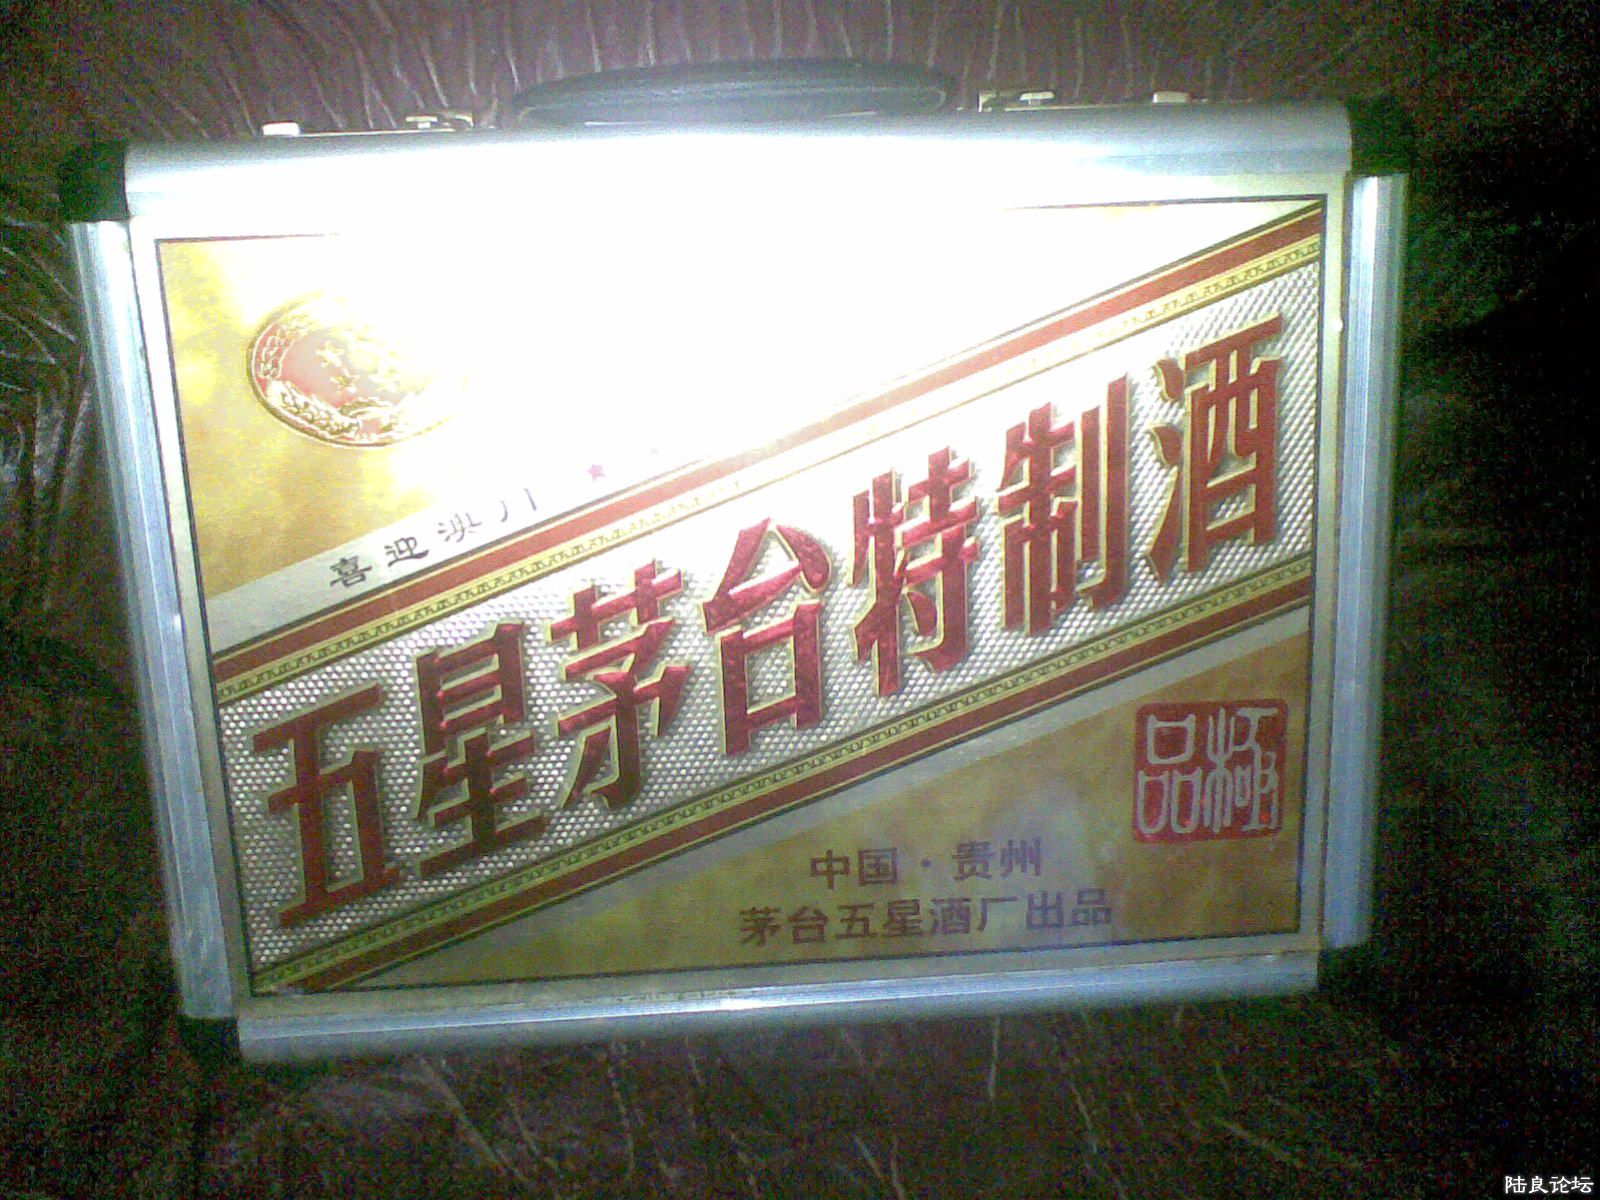 喜迎澳
五星茅台特制酒
極品
中国·贵州
茅台五星酒厂出品
陆良论坛